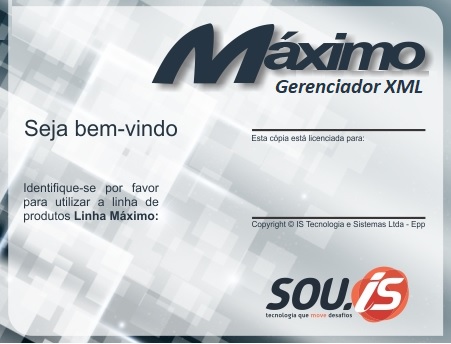 Máximo
Gerenciador XML
Seja bem-vindo
Esta cópia está licenciada para:
Identifique-se por favor
para utilizar a linha de
produtos Linha Máximo:
Copyright © IS Tecnologia e Sistemas Ltda - Epp
SOU.iS
tecnologia que move desafios